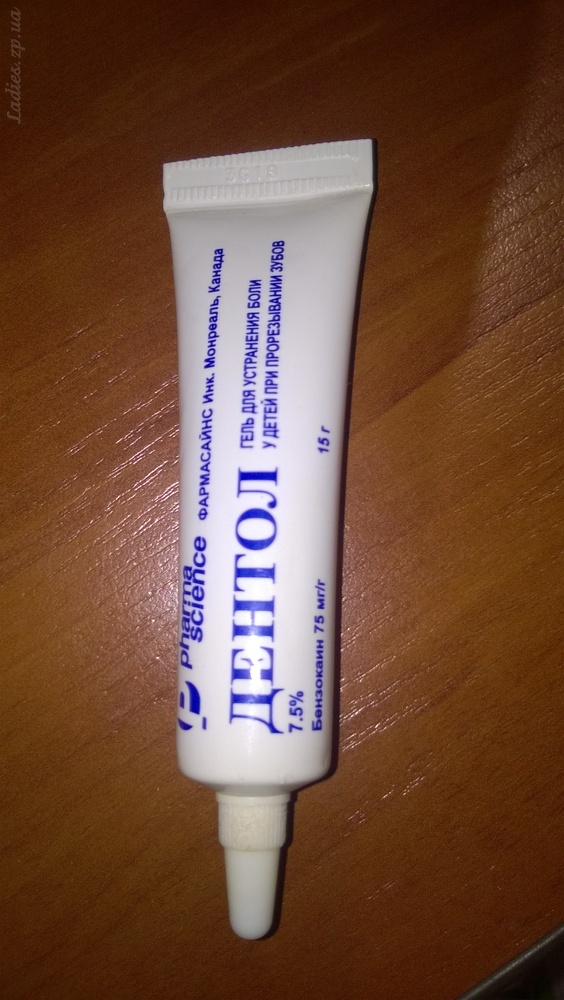 Ladies.zp.ua
3G18
pharma
science
ФАРМАСАЙНС Инк. Монреаль, Канада
ДЕНТОЛ
ГЕЛЬ ДЛЯ УСТРАНЕНИЯ БОЛИ
У ДЕТЕЙ ПРИ ПРОРЕЗЫВАНИИ ЗУБОВ
7.5%
Бензокаин 75 мг/г
15 г